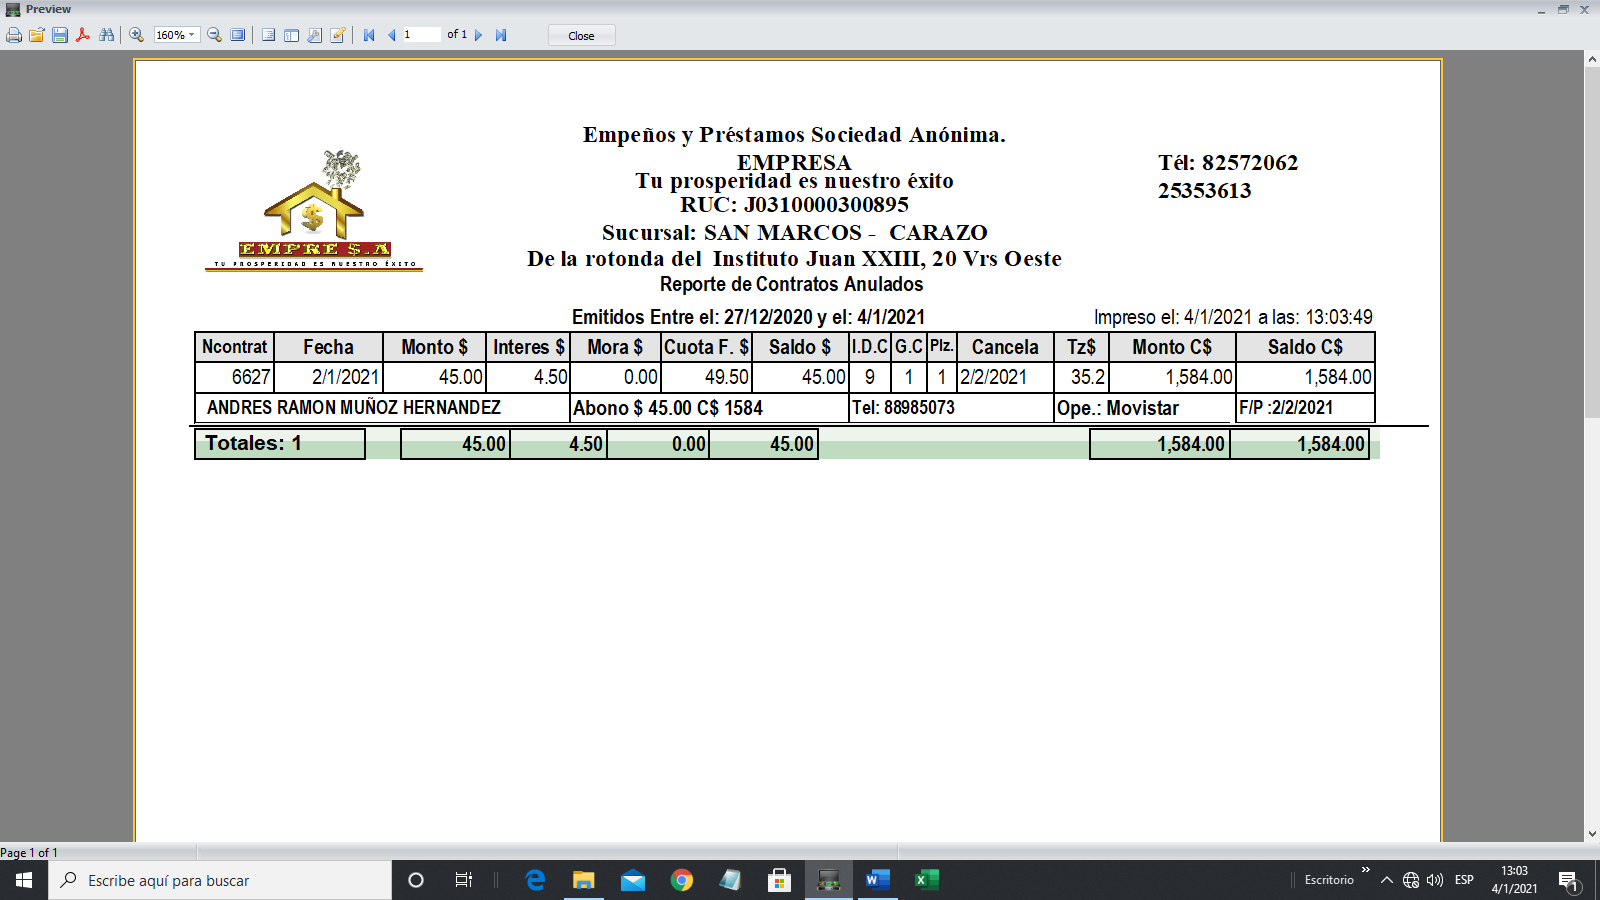 Preview
160%
1
of 1
Close
Empeños y Préstamos Sociedad Anónima.
EMPRESA
Tu prosperidad es nuestro éxito
RUC: J0310000300895
Sucursal: SAN MARCOS - CARAZO
De la rotonda del Instituto Juan XXIII, 20 Vrs Oeste
Reporte de Contratos Anulados
Tél: 82572062
25353613
EMPRE $.A
TU PROSPERIDAD ES NUESTRO ÉXITO
Emitidos Entre el: 27/12/2020 y el: 4/1/2021
Impreso el: 4/1/2021 a las: 13:03:49
Ncontrat Fecha Monto $ Interes $ Mora $ Cuota F. $ Saldo $ I.D.C G.C Plz. Cancela Tz$ Monto C$ Saldo C$
6627 2/1/2021 45.00 4.50 0.00 49.50 45.00 9 1 1 2/2/2021 35.2 1,584.00 1,584.00
ANDRES RAMON MUÑOZ HERNANDEZ Abono $ 45.00 C$ 1584 Tel: 88985073 Ope.: Movistar F/P :2/2/2021
Totales: 1 45.00 4.50 0.00 45.00 1,584.00 1,584.00
Page 1 of 1
Escribe aquí para buscar
Escritorio
ESP
13:03
4/1/2021
1